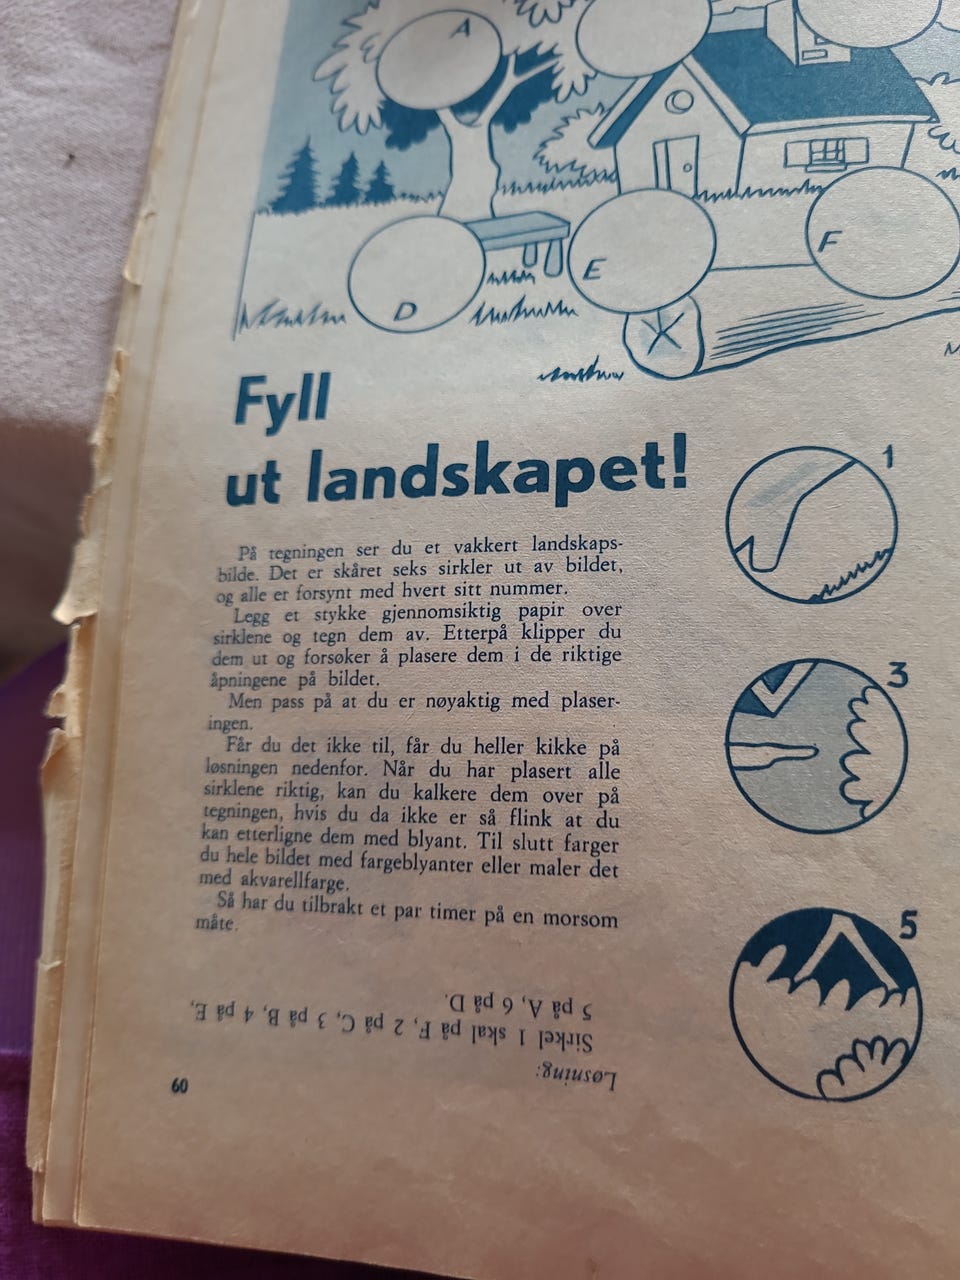 A
D
E
F
Fyll
ut landskapet!
På tegningen ser du et vakkert landskaps-
bilde. Det er skåret seks sirkler ut av bildet,
og alle er forsynt med hvert sitt nummer.
Legg et stykke gjennomsiktig papir over
sirklene og tegn dem av. Etterpå klipper du
dem ut og forsøker å plasere dem i de riktige
åpningene på bildet.
Men pass på at du er nøyaktig med plaser-
ingen.
Får du det ikke til, får du heller kikke på
løsningen nedenfor. Når du har plasert alle
sirklene riktig, kan du kalkere dem over på
tegningen, hvis du da ikke er så flink at du
kan etterligne dem med blyant. Til slutt farger
du hele bildet med fargeblyanter eller maler det
med akvarellfarge.
Så har du tilbrakt et par timer på en morsom
måte.
Løsning:
Sirkel 1 skal på F, 2 på C, 3 på B, 4 på E,
5 på A, 6 på D.
60
1
3
5